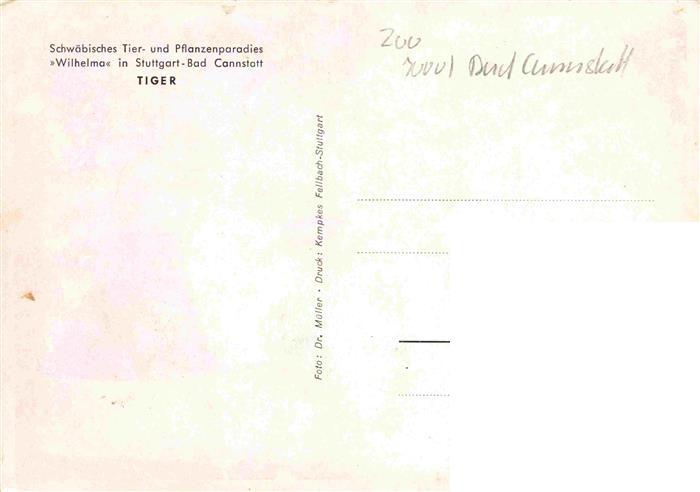 Schwäbisches Tier- und Pflanzenparadies
»Wilhelma« in Stuttgart-Bad Cannstatt
TIGER
Foto: Dr. Müller · Druck: Kempkes Fellbach-Stuttgart
Zoo
7000 Bad Cannstatt